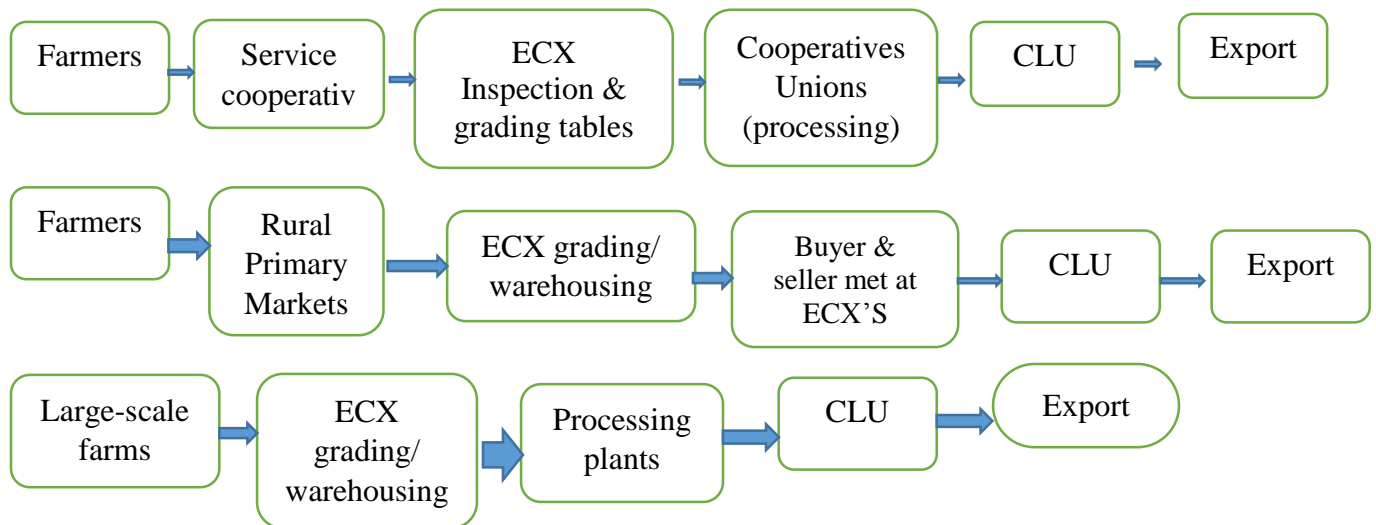 Farmers
Service
cooperativ
ECX
Inspection &
grading tables
Cooperatives
Unions
(processing)
CLU
Export
Farmers
Rural
Primary
Markets
ECX grading/
warehousing
Buyer &
seller met at
ECX’S
CLU
Export
Large-scale
farms
ECX
grading/
warehousing
Processing
plants
CLU
Export